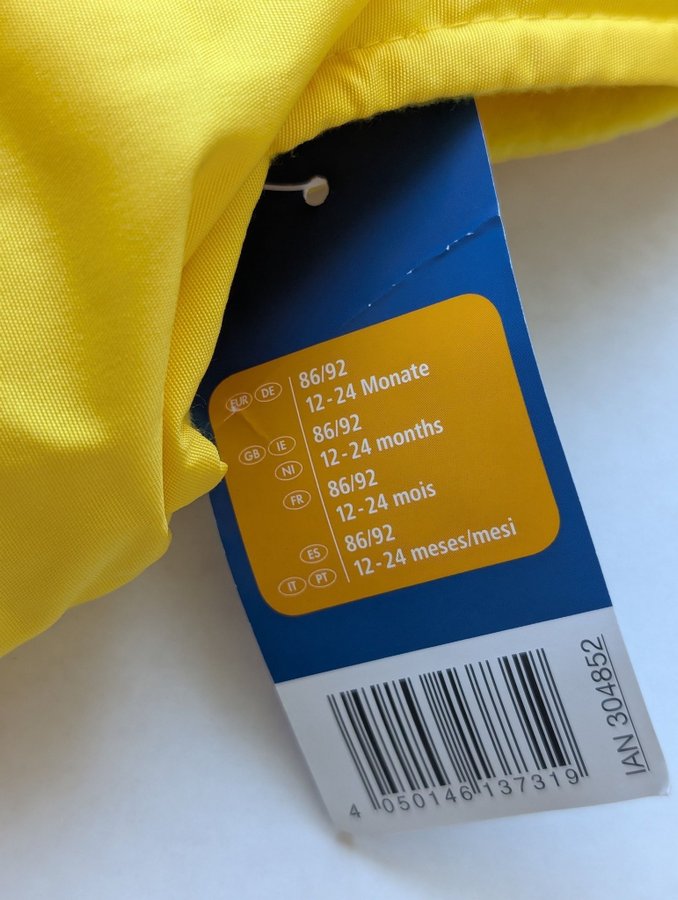 EUR DE 86/92
12-24 Monate
GB IE NI 86/92
12-24 months
FR 86/92
12-24 mois
ES IT PT 86/92
12-24 meses/mesi
IAN 304852
4 050146 137319